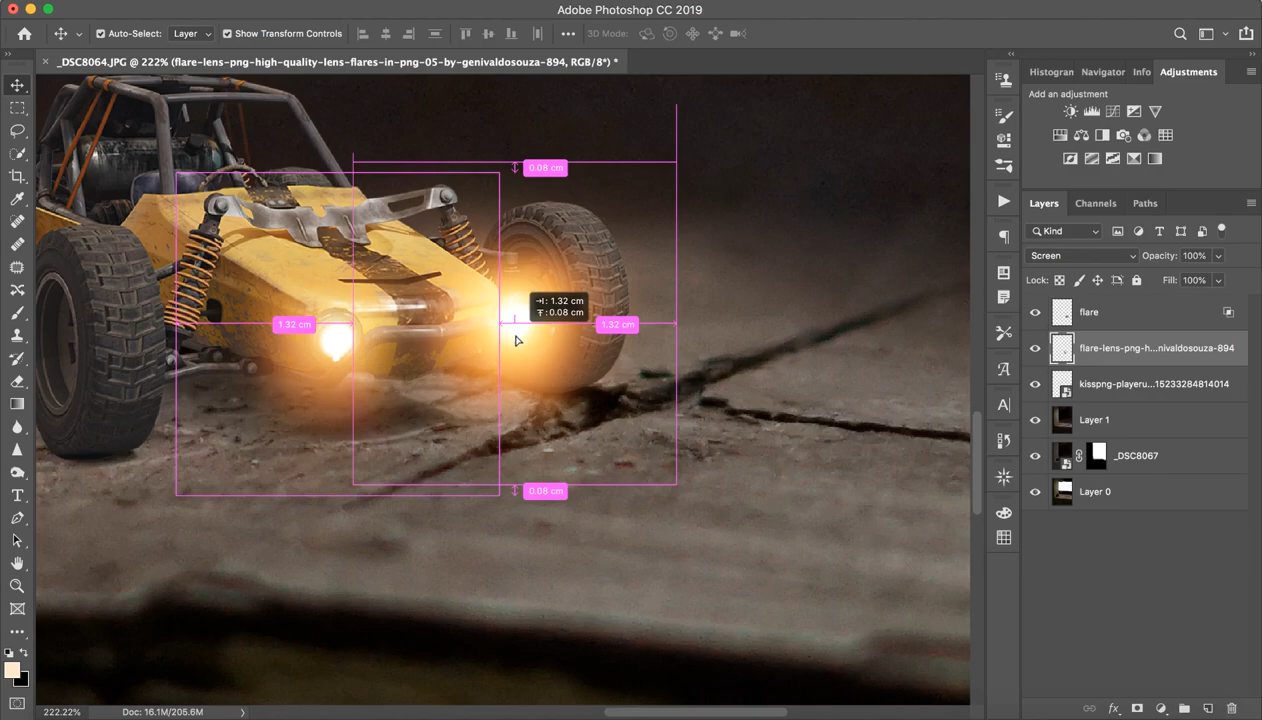 Adobe Photoshop CC 2019
Auto-Select: Layer Show Transform Controls 3D Mode:
_DSC8064.JPG @ 222% (flare-lens-png-high-quality-lens-flares-in-png-05-by-genivaldosouza-894, RGB/8*) *
Histogran Navigator Info Adjustments
Add an adjustment
0.08 cm
Layers Channels Paths
Kind
Screen Opacity: 100%
Lock: Fill: 100%
: 1.32 cm
: 0.08 cm
1.32 cm
1.32 cm
flare
flare-lens-png-h...nivaldosouza-894
kisspng-playeru...15233284814014
Layer 1
_DSC8067
Layer 0
0.08 cm
222.22% Doc: 16.1M/205.6M